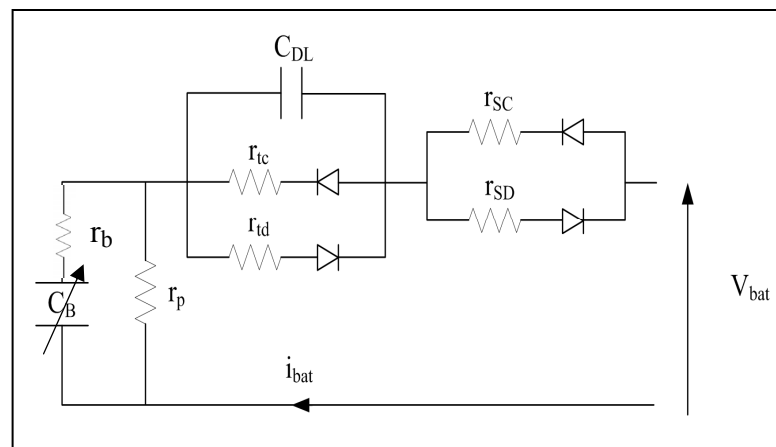 C_DL
r_SC
r_tc
r_SD
r_td
r_b
r_p
C_B
V_bat
i_bat